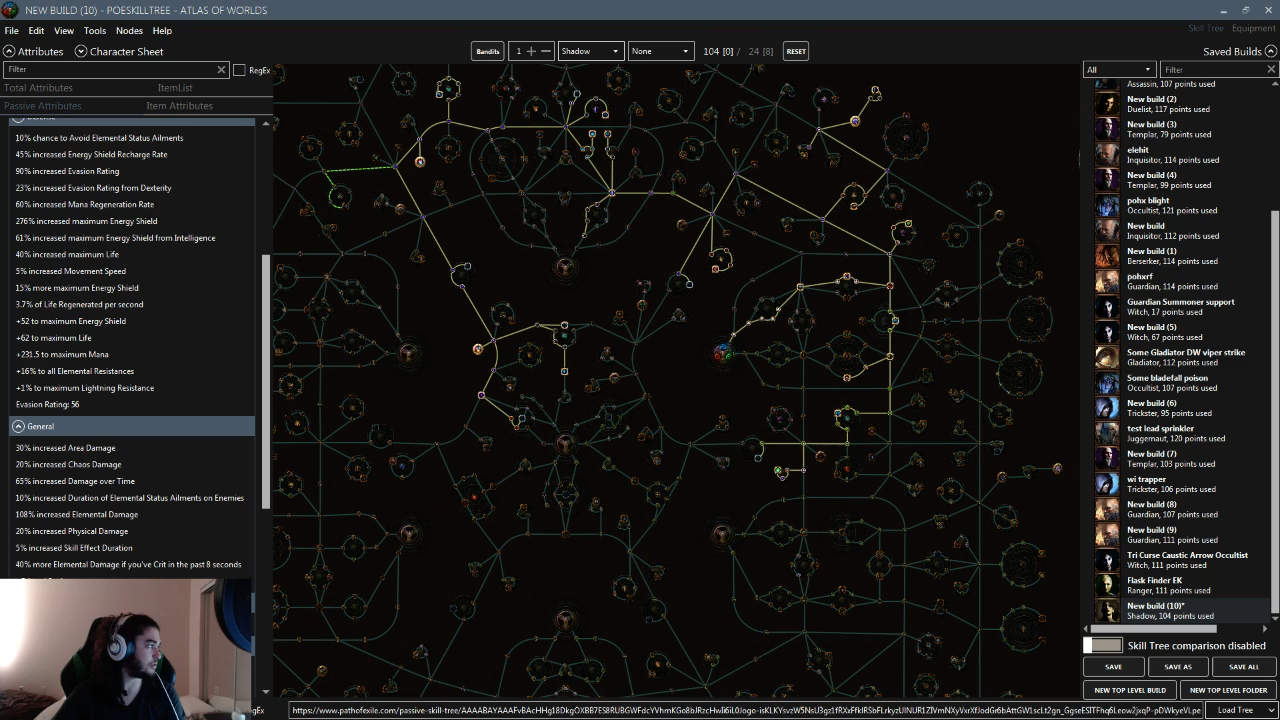 NEW BUILD (10) - POESKILLTREE - ATLAS OF WORLDS
File Edit View Tools Nodes Help
Skill Tree Equipment
Attributes Character Sheet
Bandits 1 + − Shadow None 104 [0] / 24 [8] RESET
Saved Builds
Filter RegEx
All Filter
Total Attributes ItemList
Passive Attributes Item Attributes
10% chance to Avoid Elemental Status Ailments
45% increased Energy Shield Recharge Rate
90% increased Evasion Rating
23% increased Evasion Rating from Dexterity
60% increased Mana Regeneration Rate
276% increased maximum Energy Shield
61% increased maximum Energy Shield from Intelligence
40% increased maximum Life
5% increased Movement Speed
15% more maximum Energy Shield
3.7% of Life Regenerated per second
+52 to maximum Energy Shield
+62 to maximum Life
+231.5 to maximum Mana
+16% to all Elemental Resistances
+1% to maximum Lightning Resistance
Evasion Rating: 56
General
30% increased Area Damage
20% increased Chaos Damage
65% increased Damage over Time
10% increased Duration of Elemental Status Ailments on Enemies
108% increased Elemental Damage
20% increased Physical Damage
5% increased Skill Effect Duration
40% more Elemental Damage if you've Crit in the past 8 seconds
Assassin, 107 points used
New build (2)
Duelist, 117 points used
New build (3)
Templar, 79 points used
elehit
Inquisitor, 114 points used
New build (4)
Templar, 99 points used
pohx blight
Occultist, 121 points used
New build
Inquisitor, 112 points used
New build (1)
Berserker, 114 points used
pohxrf
Guardian, 114 points used
Guardian Summoner support
Witch, 17 points used
New build (5)
Witch, 67 points used
Some Gladiator DW viper strike
Gladiator, 112 points used
Some bladefall poison
Occultist, 107 points used
New build (6)
Trickster, 95 points used
test lead sprinkler
Juggernaut, 120 points used
New build (7)
Templar, 103 points used
wi trapper
Trickster, 106 points used
New build (8)
Guardian, 107 points used
New build (9)
Guardian, 111 points used
Tri Curse Caustic Arrow Occultist
Witch, 111 points used
Flask Finder EK
Ranger, 111 points used
New build (10)*
Shadow, 104 points used
Skill Tree comparison disabled
SAVE SAVE AS SAVE ALL
NEW TOP LEVEL BUILD NEW TOP LEVEL FOLDER
gEx
Load Tree